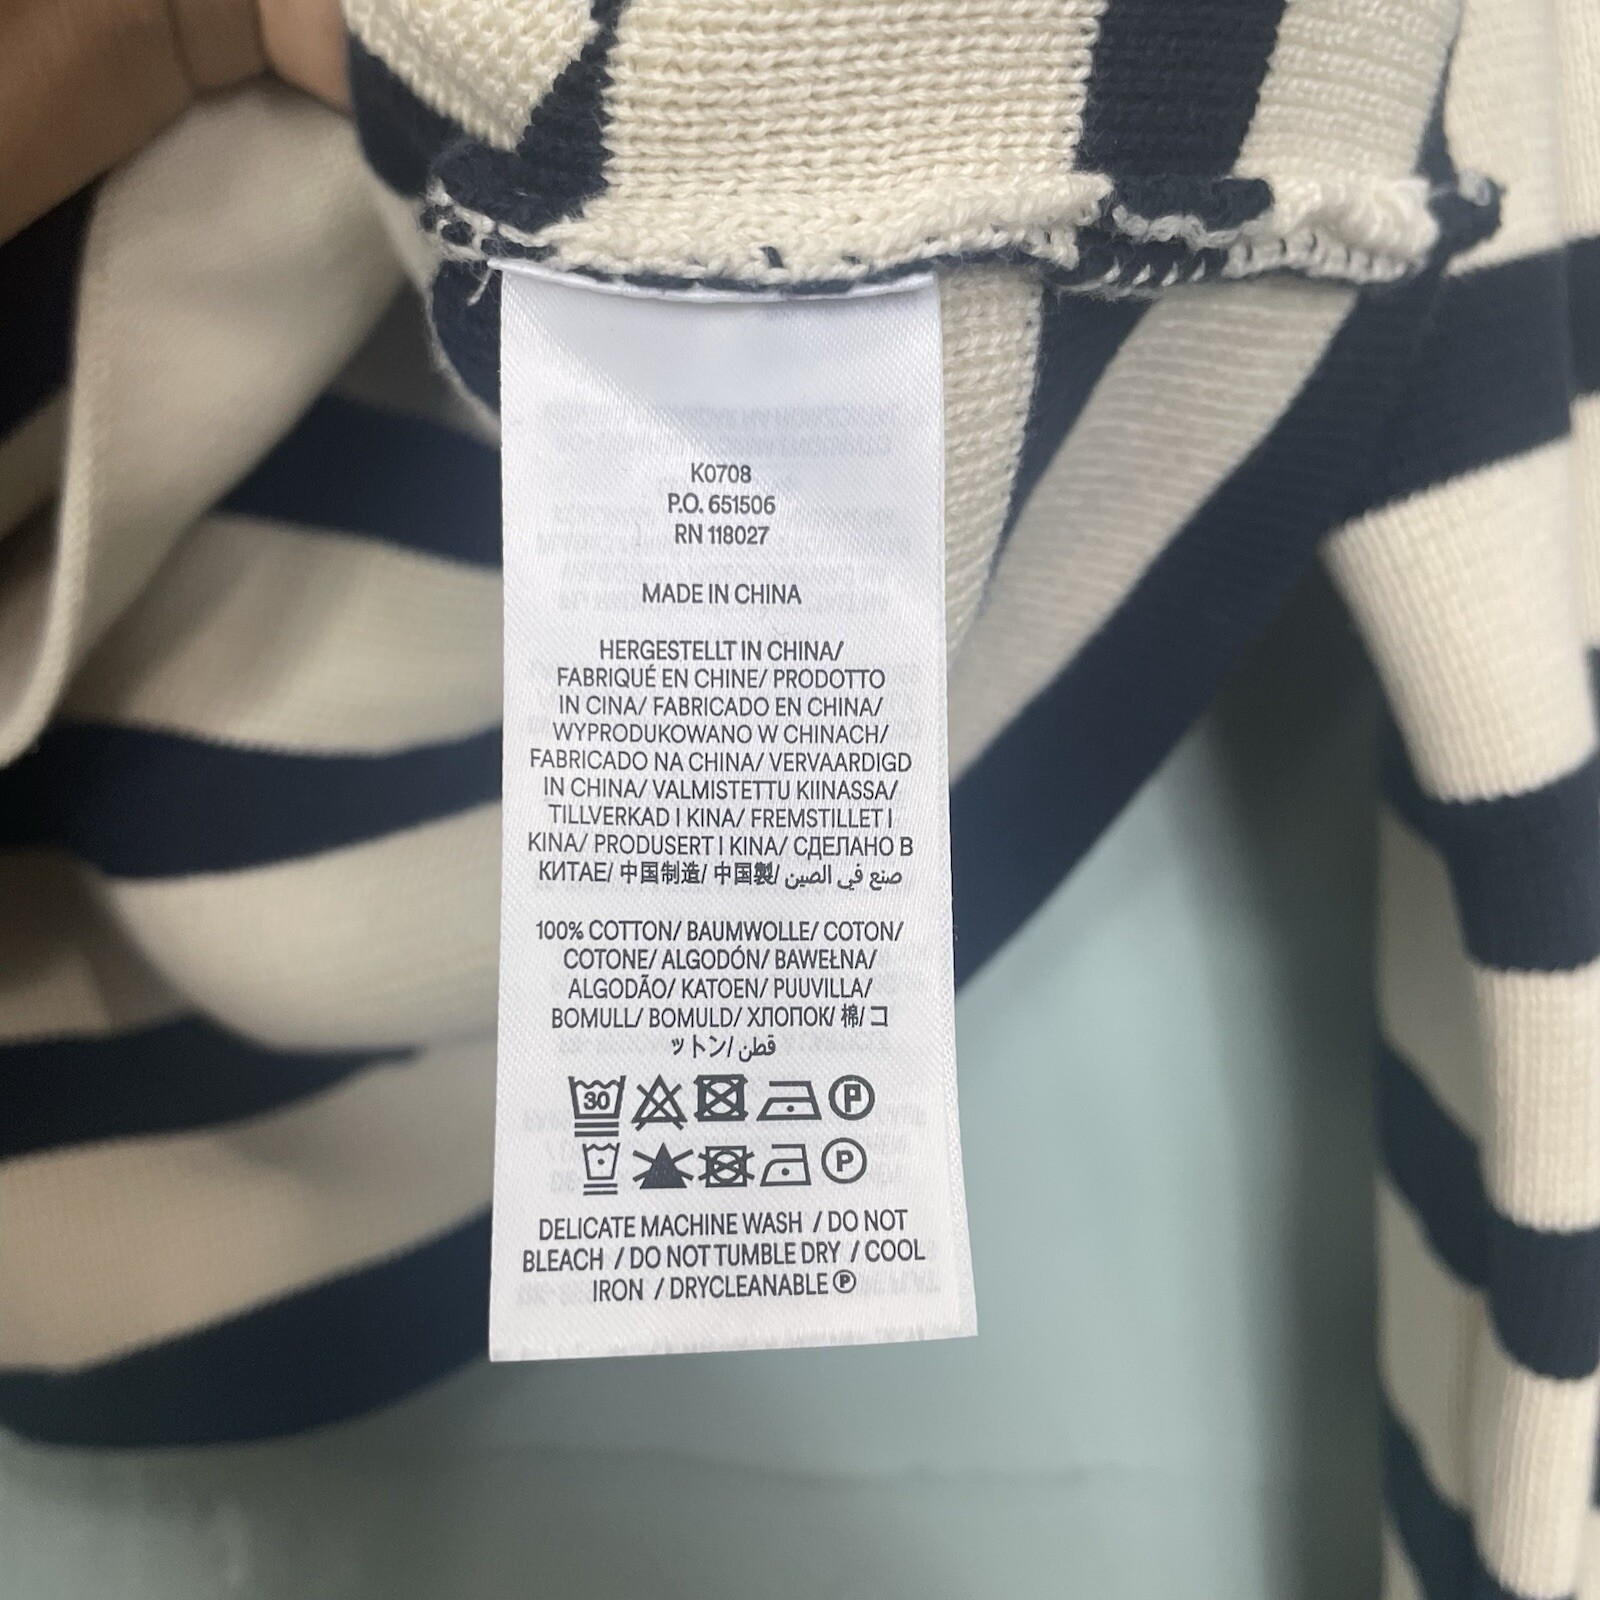 K0708
P.O. 651506
RN 118027
MADE IN CHINA
HERGESTELLT IN CHINA/
FABRIQUÉ EN CHINE/ PRODOTTO
IN CINA/ FABRICADO EN CHINA/
WYPRODUKOWANO W CHINACH/
FABRICADO NA CHINA/ VERVAARDIGD
IN CHINA/ VALMISTETTU KIINASSA/
TILLVERKAD I KINA/ FREMSTILLET I
KINA/ PRODUSERT I KINA/ СДЕЛАНО В
КИТАЕ/ 中国制造/ 中国製/ صنع في الصين
100% COTTON/ BAUMWOLLE/ COTON/
COTONE/ ALGODÓN/ BAWEŁNA/
ALGODÃO/ KATOEN/ PUUVILLA/
BOMULL/ BOMULD/ ХЛОПОК/ 棉/ コ
ットン/ قطن
30 P
P
DELICATE MACHINE WASH / DO NOT
BLEACH / DO NOT TUMBLE DRY / COOL
IRON / DRYCLEANABLE Ⓟ